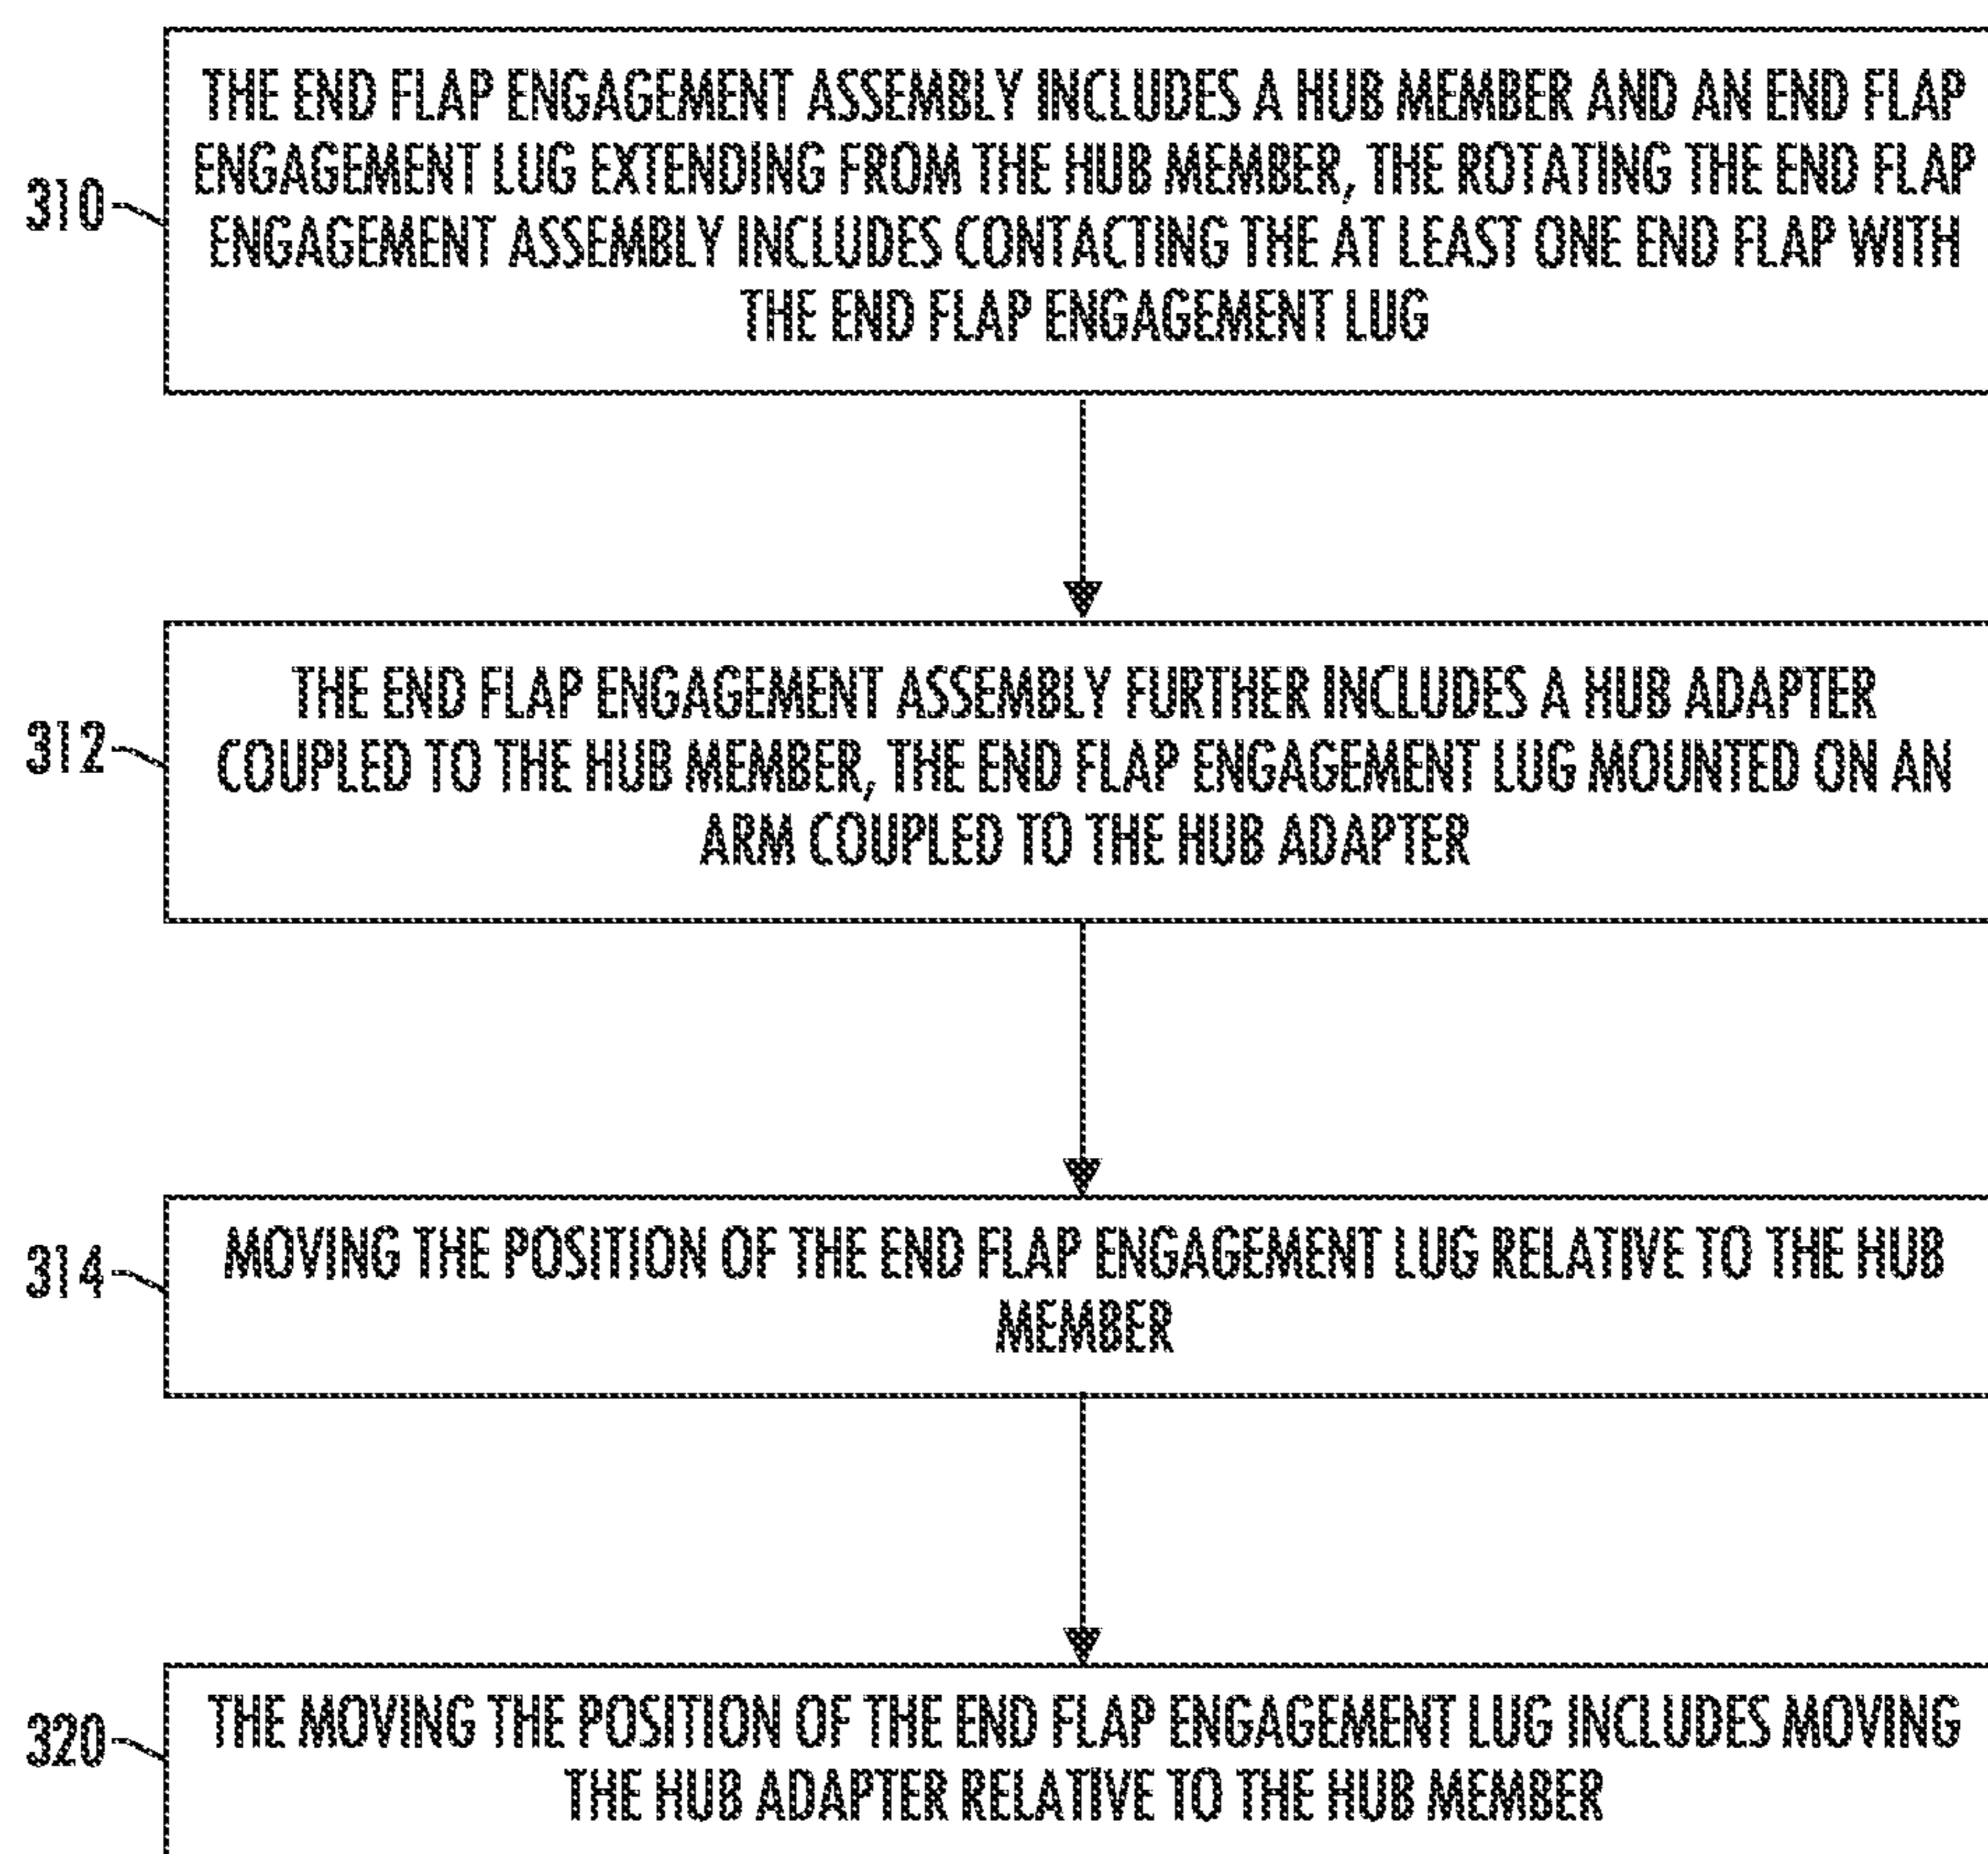 THE END FLAP ENGAGEMENT ASSEMBLY INCLUDES A HUB MEMBER AND AN END FLAP
ENGAGEMENT LUG EXTENDING FROM THE HUB MEMBER, THE ROTATING THE END FLAP
310
ENGAGEMENT ASSEMBLY INCLUDES CONTACTING THE AT LEAST ONE END FLAP WITH
THE END FLAP ENGAGEMENT LUG
THE END FLAP ENGAGEMENT ASSEMBLY FURTHER INCLUDES A HUB ADAPTER
312
COUPLED TO THE HUB MEMBER, THE END FLAP ENGAGEMENT LUG MOUNTED ON AN
ARM COUPLED TO THE HUB ADAPTER
314
MOVING THE POSITION OF THE END FLAP ENGAGEMENT LUG RELATIVE TO THE HUB
MEMBER
320
THE MOVING THE POSITION OF THE END FLAP ENGAGEMENT LUG INCLUDES MOVING
THE HUB ADAPTER RELATIVE TO THE HUB MEMBER